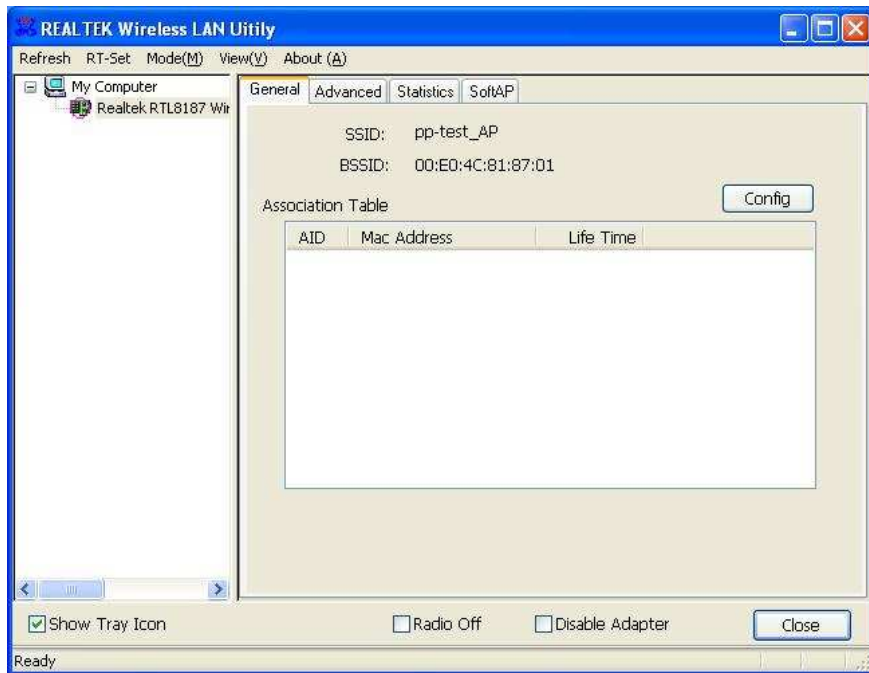 REALTEK Wireless LAN Uitily
Refresh RT-Set Mode(M) View(V) About (A)
My Computer
Realtek RTL8187 Wir
General Advanced Statistics SoftAP
SSID: pp-test_AP
BSSID: 00:E0:4C:81:87:01
Config
Association Table
AID Mac Address Life Time
Show Tray Icon Radio Off Disable Adapter Close
Ready